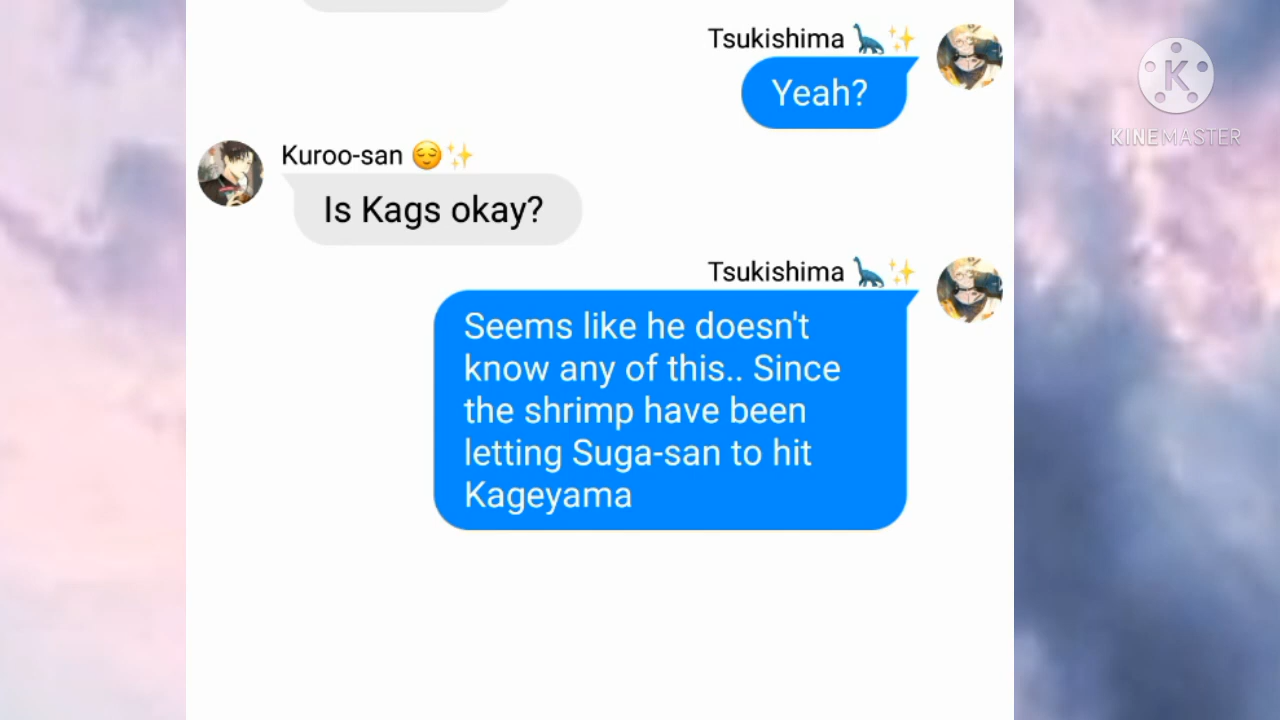 Tsukishima 🦕✨
Yeah?
KINEMASTER
Kuroo-san 😌✨
Is Kags okay?
Tsukishima 🦕✨
Seems like he doesn't
know any of this.. Since
the shrimp have been
letting Suga-san to hit
Kageyama